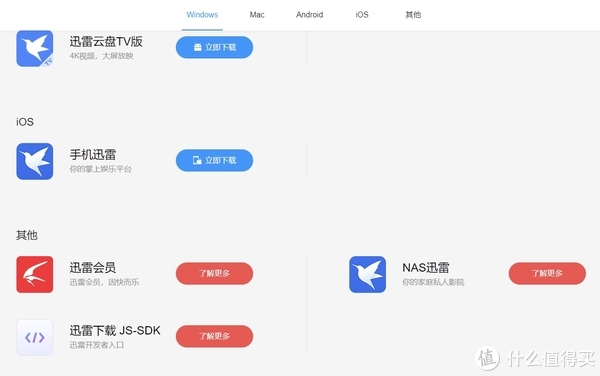 Windows Mac Android iOS 其他
迅雷云盘TV版
4K视频，大屏放映
立即下载
TV
iOS
手机迅雷
你的掌上娱乐平台
立即下载
其他
迅雷会员
迅雷会员，因快而乐
了解更多
NAS迅雷
你的家庭私人影院
了解更多
</>
迅雷下载 JS-SDK
迅雷开发者入口
了解更多
值 什么值得买